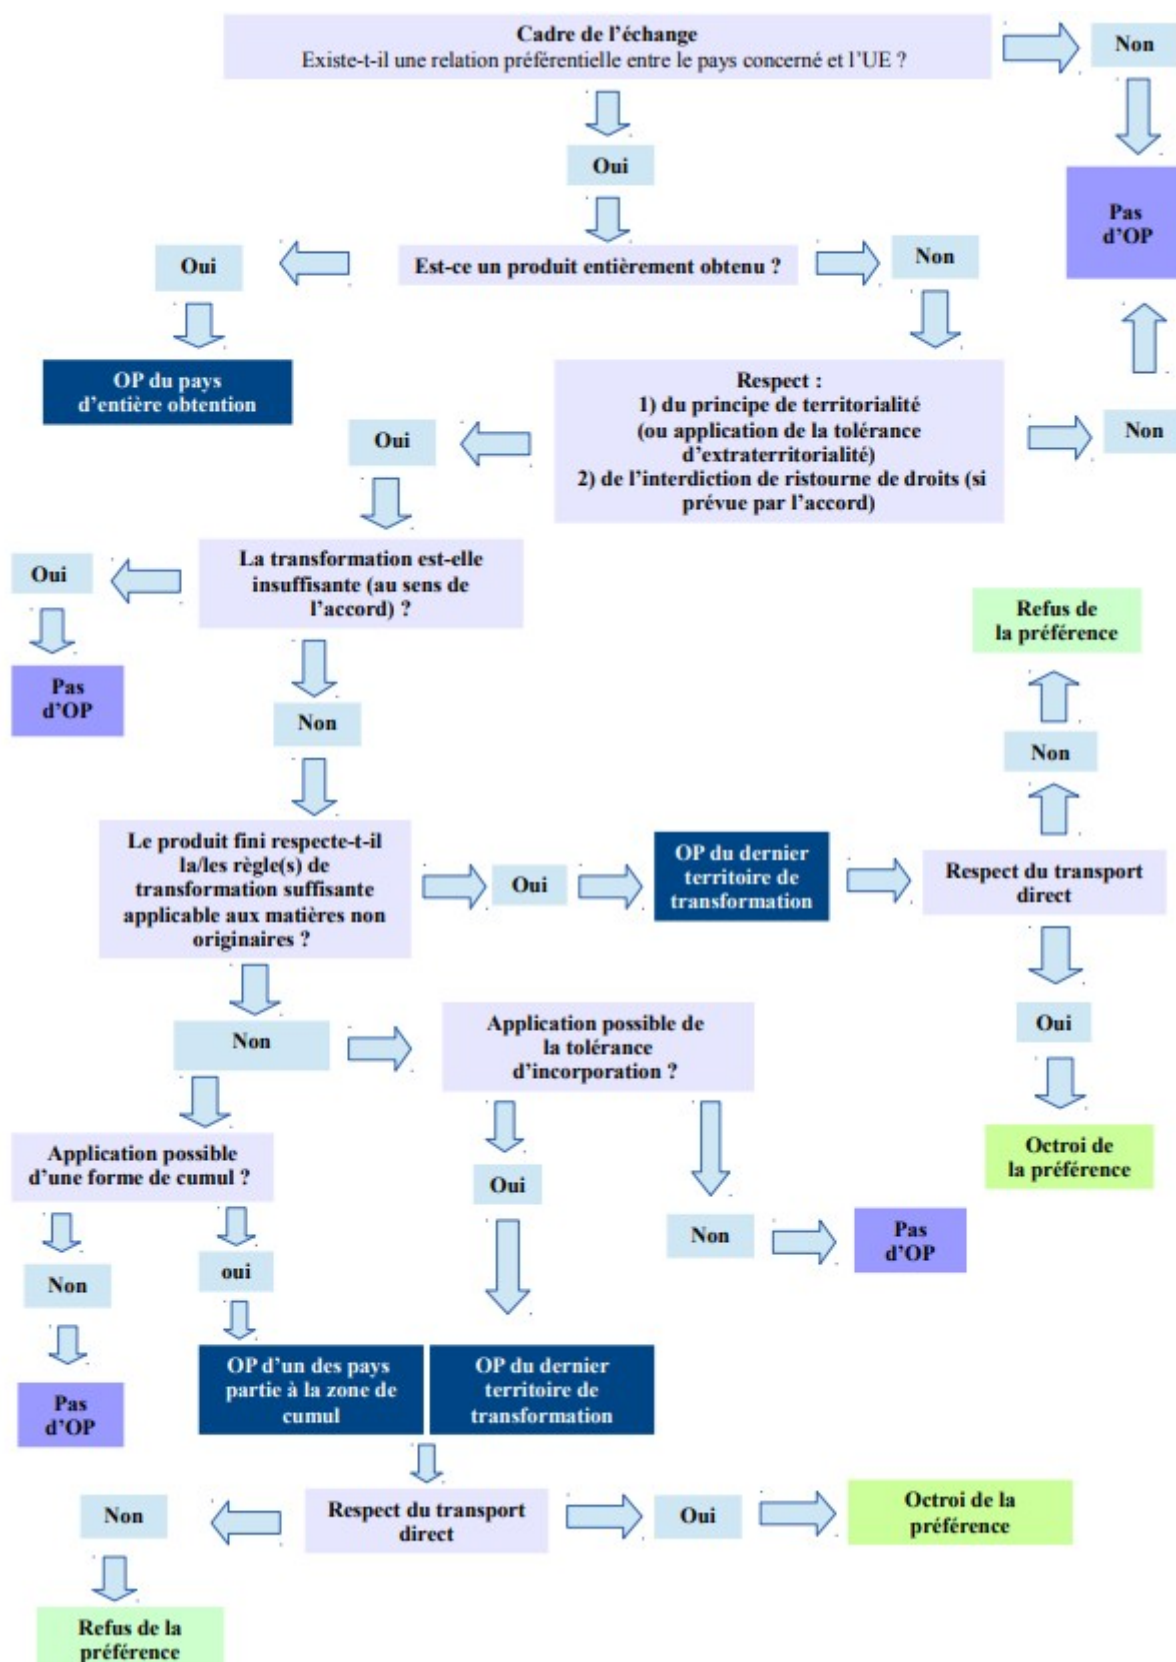 Cadre de l'échange
Existe-t-il une relation préférentielle entre le pays concerné et l'UE ?
Non
Oui
Pas
d'OP
Oui
Est-ce un produit entièrement obtenu ?
Non
OP du pays
d'entière obtention
Respect :
1) du principe de territorialité
(ou application de la tolérance
d'extraterritorialité)
2) de l'interdiction de ristourne de droits (si
prévue par l'accord)
Oui
Non
La transformation est-elle
insuffisante (au sens de
l'accord) ?
Oui
Pas
d'OP
Non
Refus de
la préférence
Non
Le produit fini respecte-t-il
la/les règle(s) de
transformation suffisante
applicable aux matières non
originaires ?
Oui
OP du dernier
territoire de
transformation
Respect du transport
direct
Oui
Octroi de
la préférence
Non
Application possible de
la tolérance
d'incorporation ?
Application possible
d'une forme de cumul ?
Oui
Non
Pas
d'OP
Non
oui
Pas
d'OP
OP d'un des pays
partie à la zone de
cumul
OP du dernier
territoire de
transformation
Non
Respect du transport
direct
Oui
Octroi de la
préférence
Refus de la
préférence